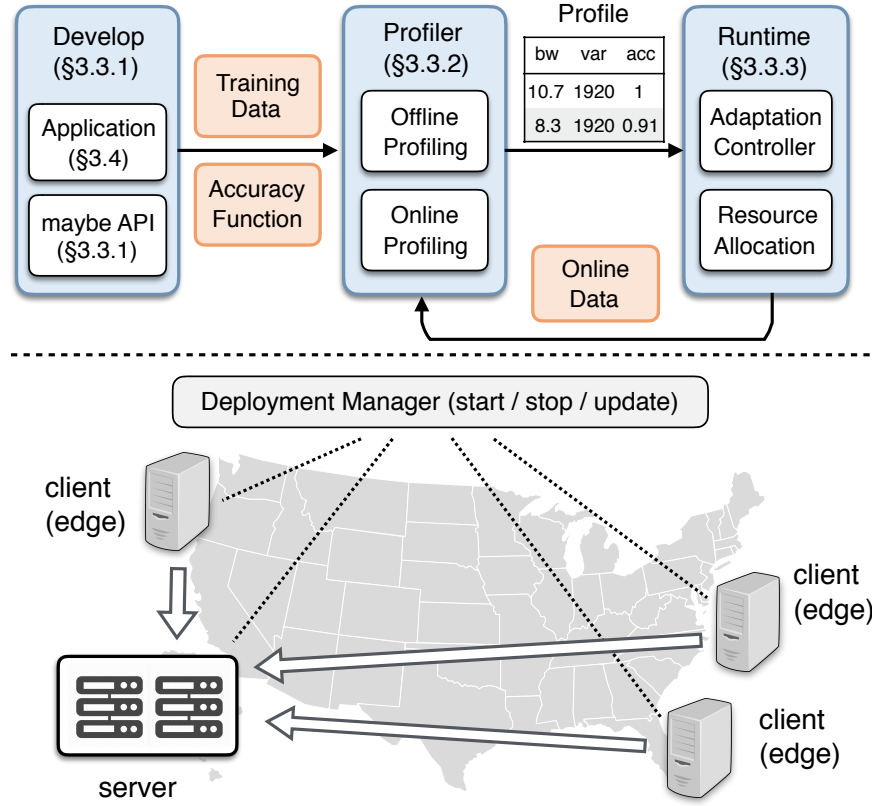 Develop
(§3.3.1)
Application
(§3.4)
maybe API
(§3.3.1)
Training
Data
Accuracy
Function
Profiler
(§3.3.2)
Offline
Profiling
Online
Profiling
Profile
bw var acc
10.7 1920 1
8.3 1920 0.91
Runtime
(§3.3.3)
Adaptation
Controller
Resource
Allocation
Online
Data
Deployment Manager (start / stop / update)
client
(edge)
client
(edge)
client
(edge)
server